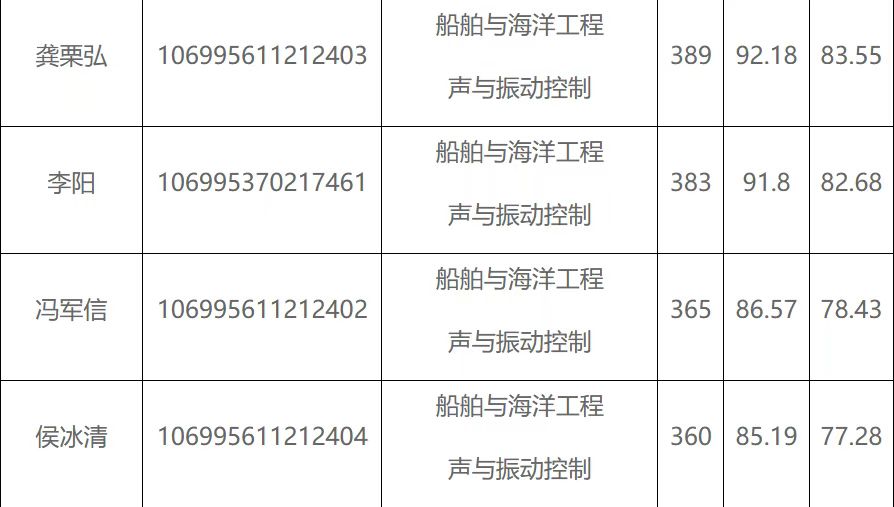 船舶与海洋工程
龚栗弘 106995611212403 389 92.18 83.55
声与振动控制
船舶与海洋工程
李阳 106995370217461 383 91.8 82.68
声与振动控制
船舶与海洋工程
冯军信 106995611212402 365 86.57 78.43
声与振动控制
船舶与海洋工程
侯冰清 106995611212404 360 85.19 77.28
声与振动控制